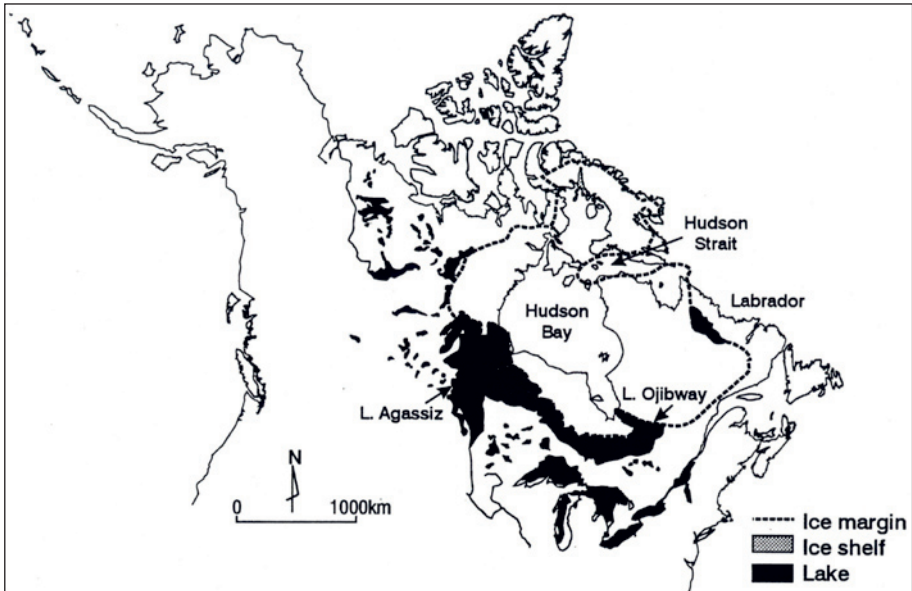 Hudson
Strait
Labrador
Hudson
Bay
L. Agassiz
L. Ojibway
N
0 1000km
Ice margin
Ice shelf
Lake